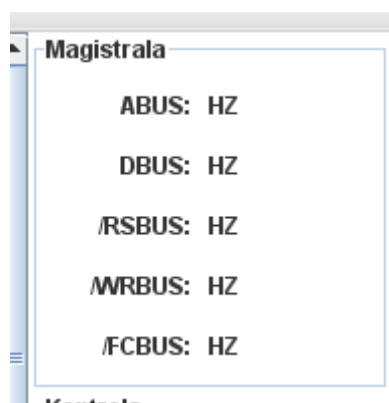 Magistrala
ABUS: HZ
DBUS: HZ
/RSBUS: HZ
/WRBUS: HZ
/FCBUS: HZ